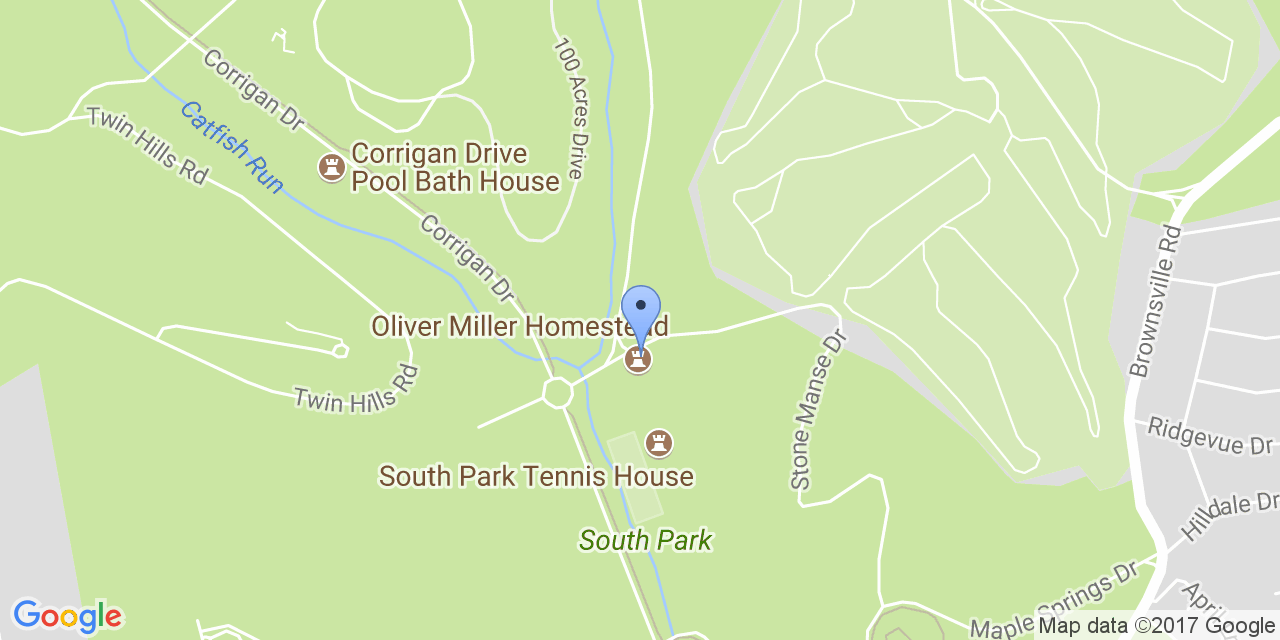 100 Acres Drive
Corrigan Dr
Catfish Run
Twin Hills Rd
Corrigan Drive
Pool Bath House
Corrigan Dr
Brownsville Rd
Oliver Miller Homestead
Stone Manse Dr
Twin Hills Rd
Ridgevue Dr
South Park Tennis House
Hilldale Dr
South Park
Maple Springs Dr
April
Google
Map data ©2017 Google